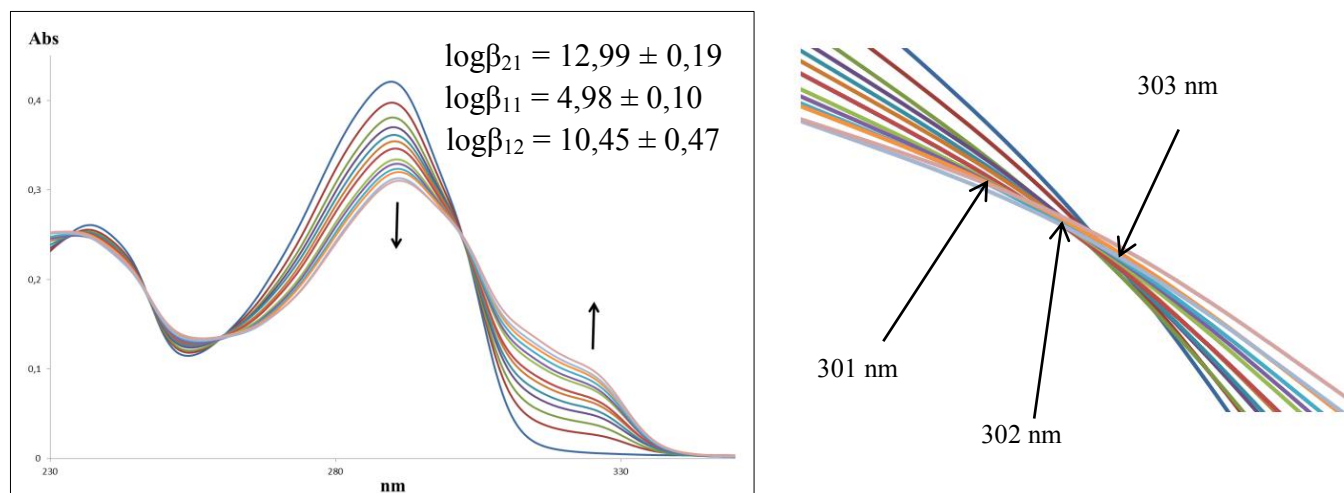 Abs
logβ₂₁ = 12,99 ± 0,19
logβ₁₁ = 4,98 ± 0,10
logβ₁₂ = 10,45 ± 0,47
0,4
0,3
0,2
0,1
0
230
280
330
nm
303 nm
301 nm
302 nm